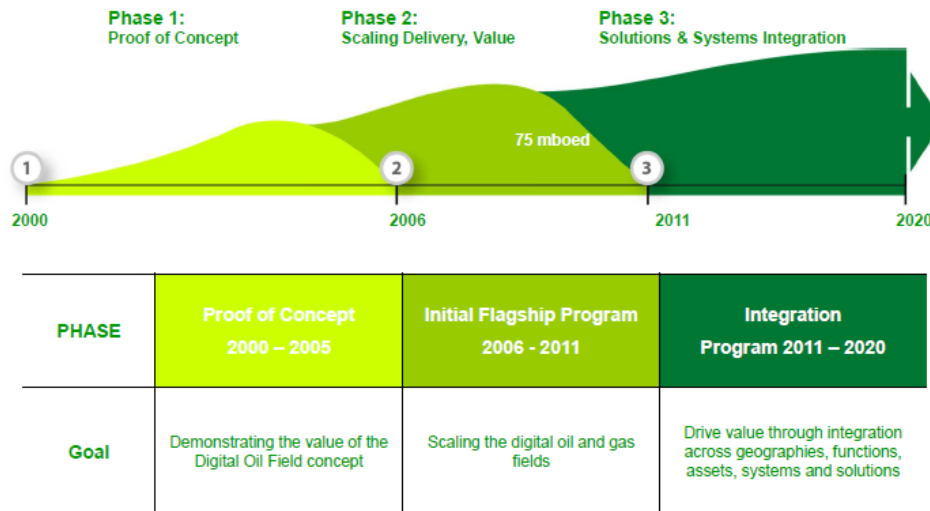 Phase 1:
Proof of Concept
Phase 2:
Scaling Delivery, Value
Phase 3:
Solutions & Systems Integration
75 mboed
1
2
3
2000
2006
2011
2020
PHASE
Proof of Concept
2000 – 2005
Initial Flagship Program
2006 - 2011
Integration
Program 2011 – 2020
Goal
Demonstrating the value of the
Digital Oil Field concept
Scaling the digital oil and gas
fields
Drive value through integration
across geographies, functions,
assets, systems and solutions